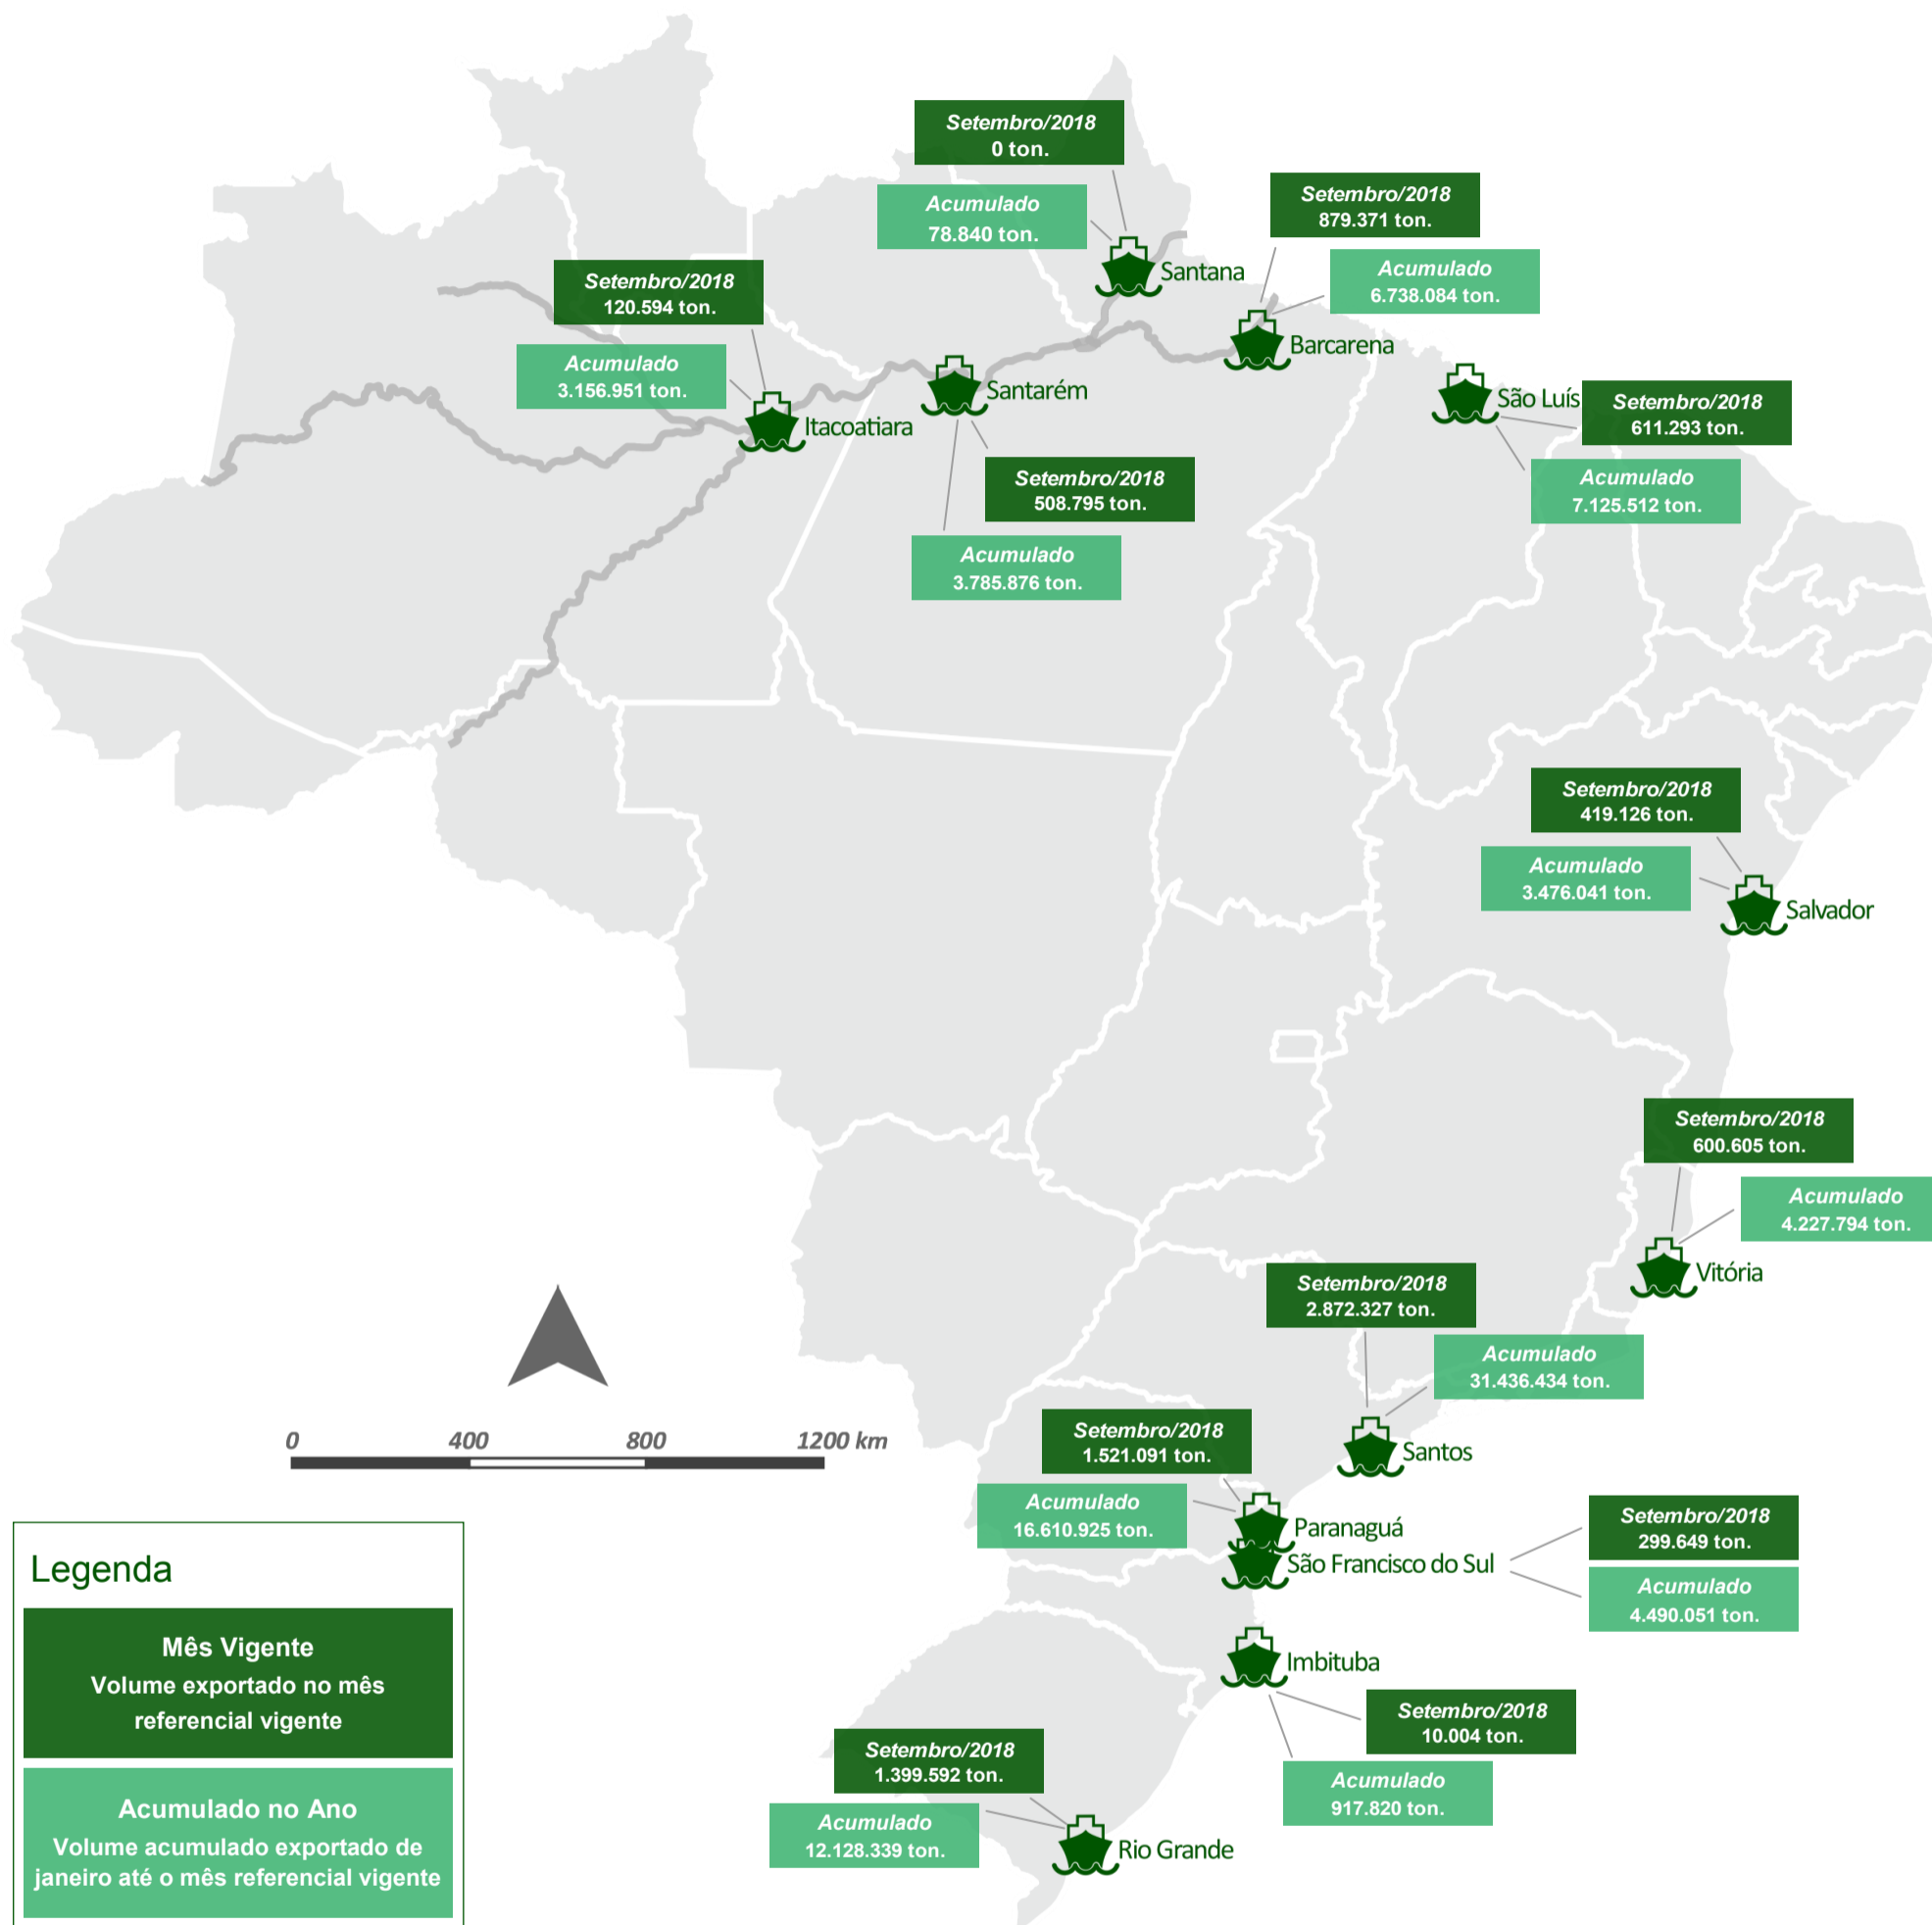 Setembro/2018
0 ton.
Acumulado
78.840 ton.
Santana
Setembro/2018
879.371 ton.
Acumulado
6.738.084 ton.
Barcarena
Setembro/2018
120.594 ton.
Acumulado
3.156.951 ton.
Itacoatiara
Santarém
Setembro/2018
508.795 ton.
Acumulado
3.785.876 ton.
São Luís
Setembro/2018
611.293 ton.
Acumulado
7.125.512 ton.
Setembro/2018
419.126 ton.
Acumulado
3.476.041 ton.
Salvador
Setembro/2018
600.605 ton.
Acumulado
4.227.794 ton.
Vitória
Setembro/2018
2.872.327 ton.
Acumulado
31.436.434 ton.
Santos
Setembro/2018
1.521.091 ton.
Acumulado
16.610.925 ton.
Paranaguá
São Francisco do Sul
Setembro/2018
299.649 ton.
Acumulado
4.490.051 ton.
Imbituba
Setembro/2018
10.004 ton.
Acumulado
917.820 ton.
Setembro/2018
1.399.592 ton.
Acumulado
12.128.339 ton.
Rio Grande
0 400 800 1200 km
Legenda
Mês Vigente
Volume exportado no mês
referencial vigente
Acumulado no Ano
Volume acumulado exportado de
janeiro até o mês referencial vigente